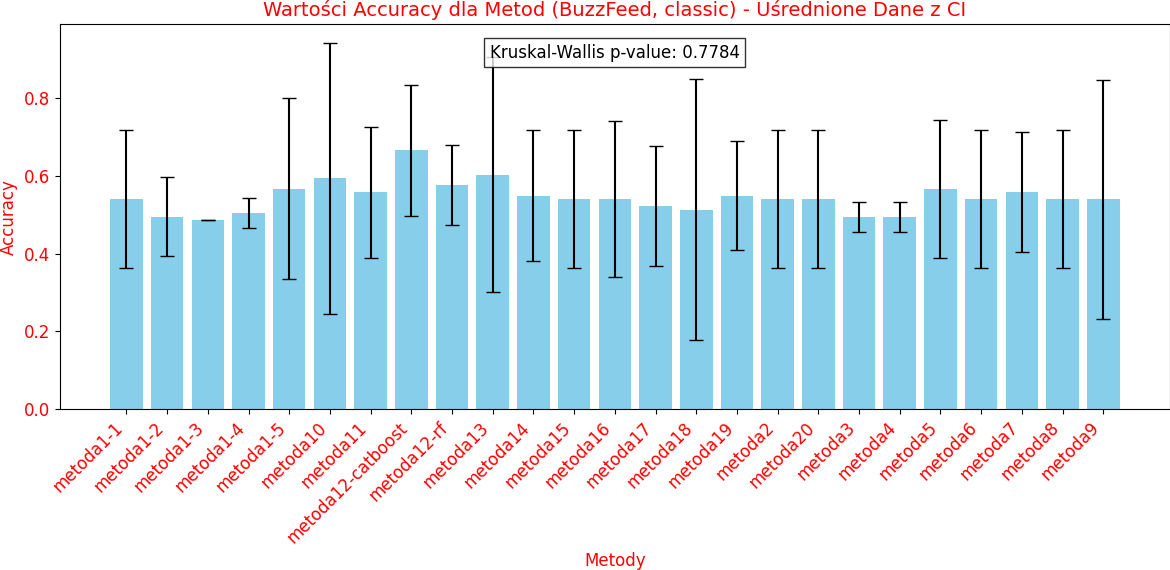 Wartości Accuracy dla Metod (BuzzFeed, classic) - Uśrednione Dane z CI
Kruskal-Wallis p-value: 0.7784
Accuracy
0.8
0.6
0.4
0.2
0.0
metoda1-1
metoda1-2
metoda1-3
metoda1-4
metoda1-5
metoda10
metoda11
metoda12-catboost
metoda12-rf
metoda13
metoda14
metoda15
metoda16
metoda17
metoda18
metoda19
metoda2
metoda20
metoda3
metoda4
metoda5
metoda6
metoda7
metoda8
metoda9
Metody